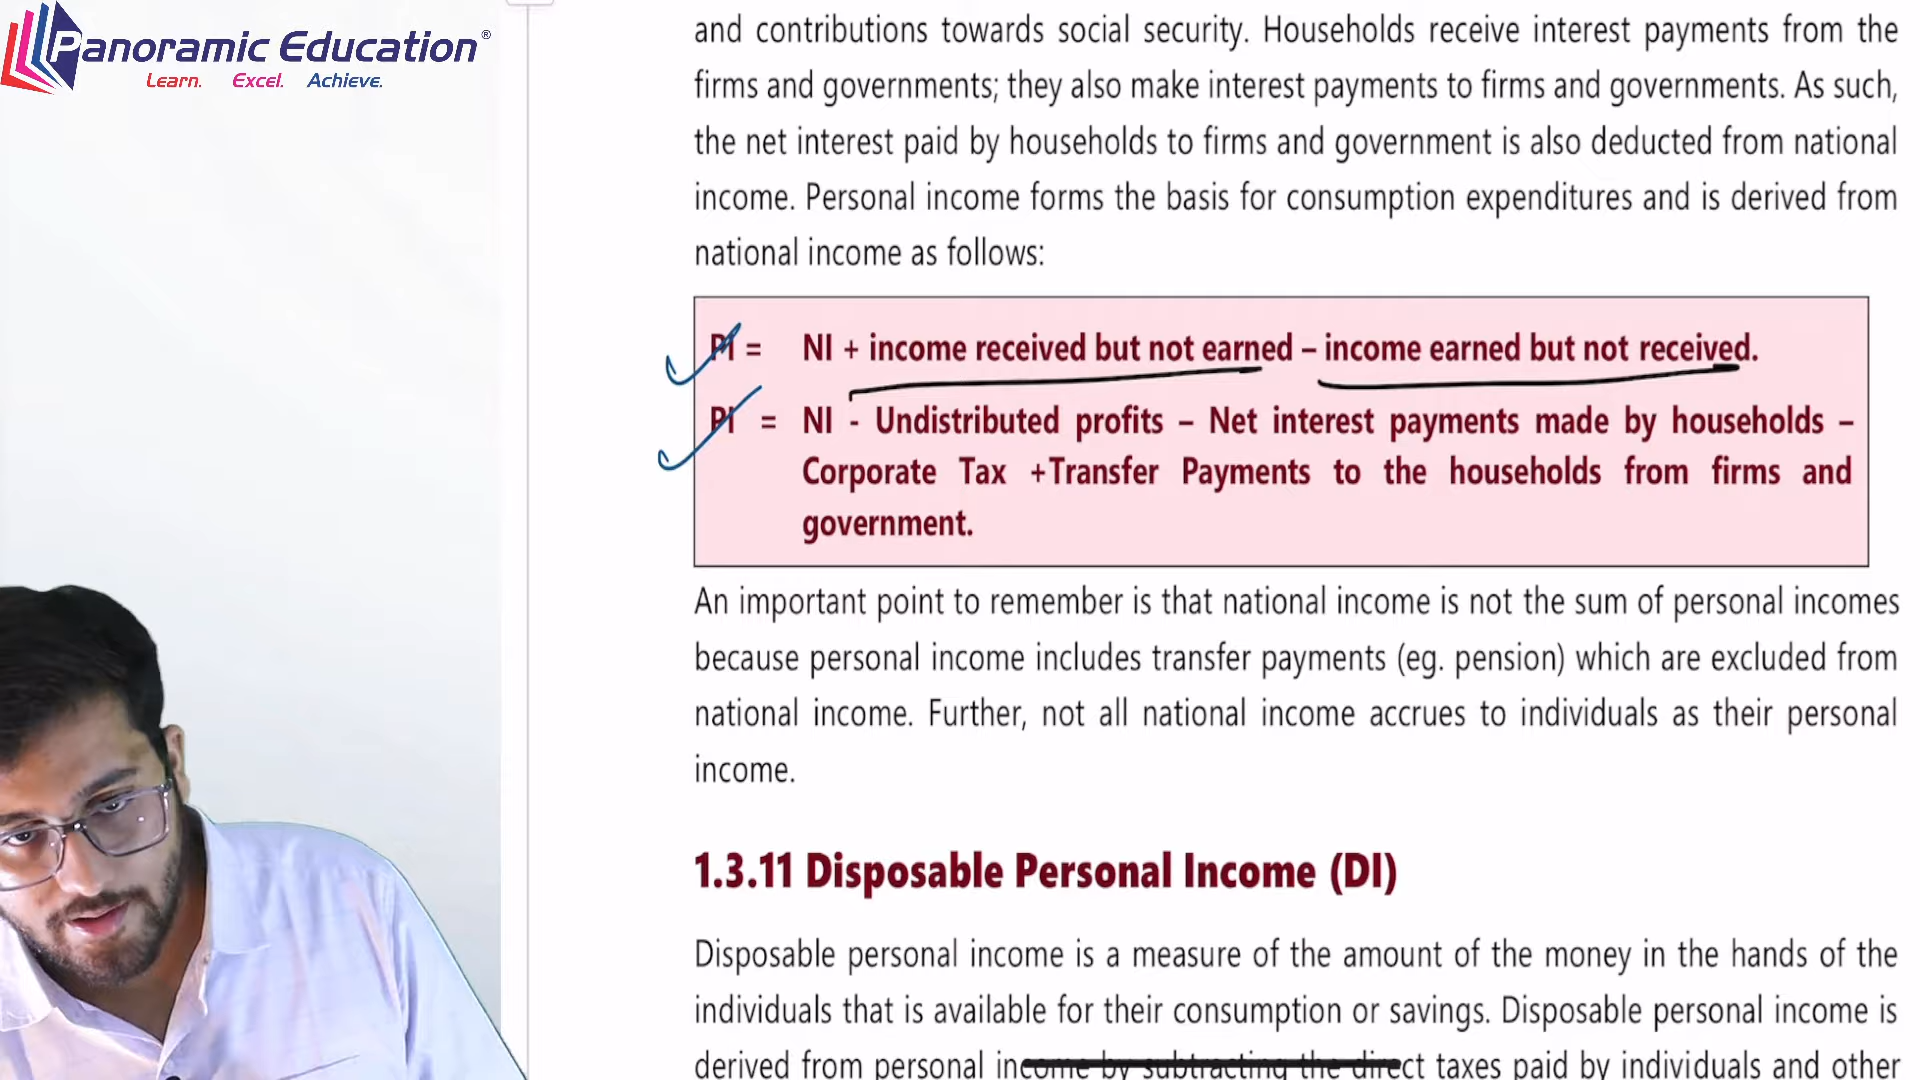 Panoramic Education ®
Learn. Excel. Achieve.
and contributions towards social security. Households receive interest payments from the
firms and governments; they also make interest payments to firms and governments. As such,
the net interest paid by households to firms and government is also deducted from national
income. Personal income forms the basis for consumption expenditures and is derived from
national income as follows:
PI = NI + income received but not earned – income earned but not received.
PI = NI - Undistributed profits – Net interest payments made by households –
Corporate Tax +Transfer Payments to the households from firms and
government.
An important point to remember is that national income is not the sum of personal incomes
because personal income includes transfer payments (eg. pension) which are excluded from
national income. Further, not all national income accrues to individuals as their personal
income.
1.3.11 Disposable Personal Income (DI)
Disposable personal income is a measure of the amount of the money in the hands of the
individuals that is available for their consumption or savings. Disposable personal income is
derived from personal income by subtracting the direct taxes paid by individuals and other